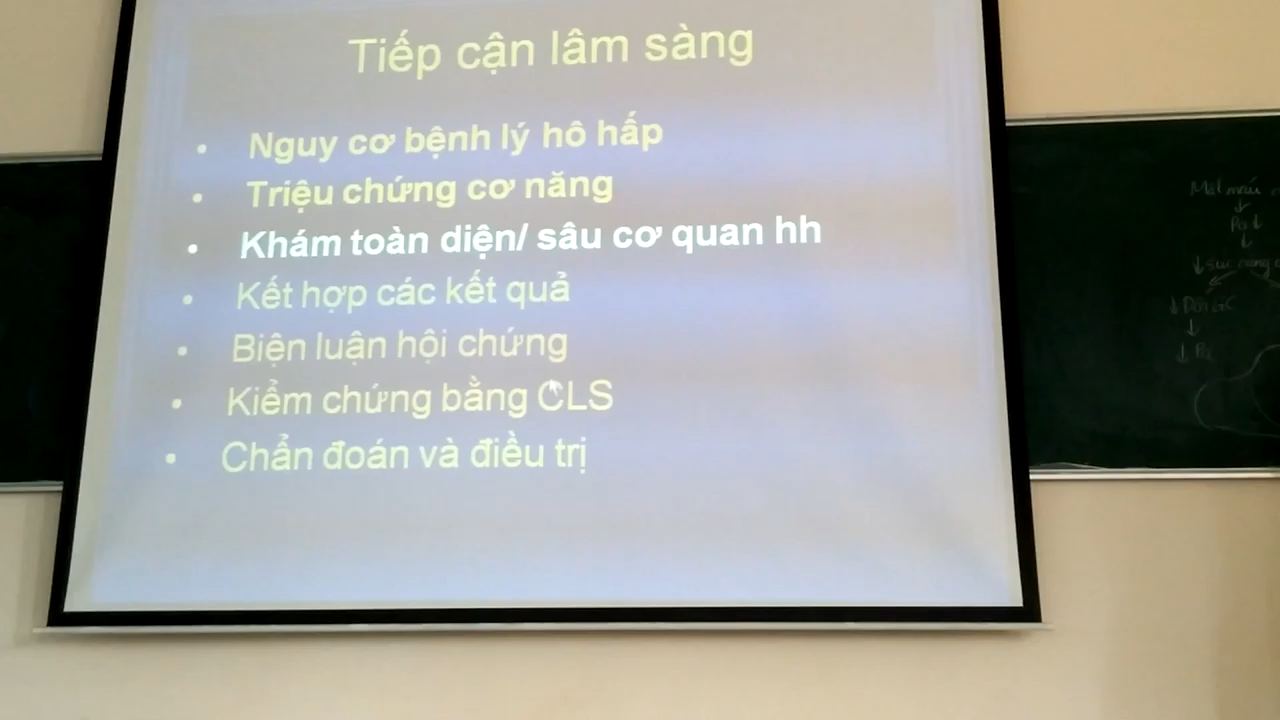 Tiếp cận lâm sàng
• Nguy cơ bệnh lý hô hấp
• Triệu chứng cơ năng
• Khám toàn diện/ sâu cơ quan hh
• Kết hợp các kết quả
• Biện luận hội chứng
• Kiểm chứng bằng CLS
• Chẩn đoán và điều trị